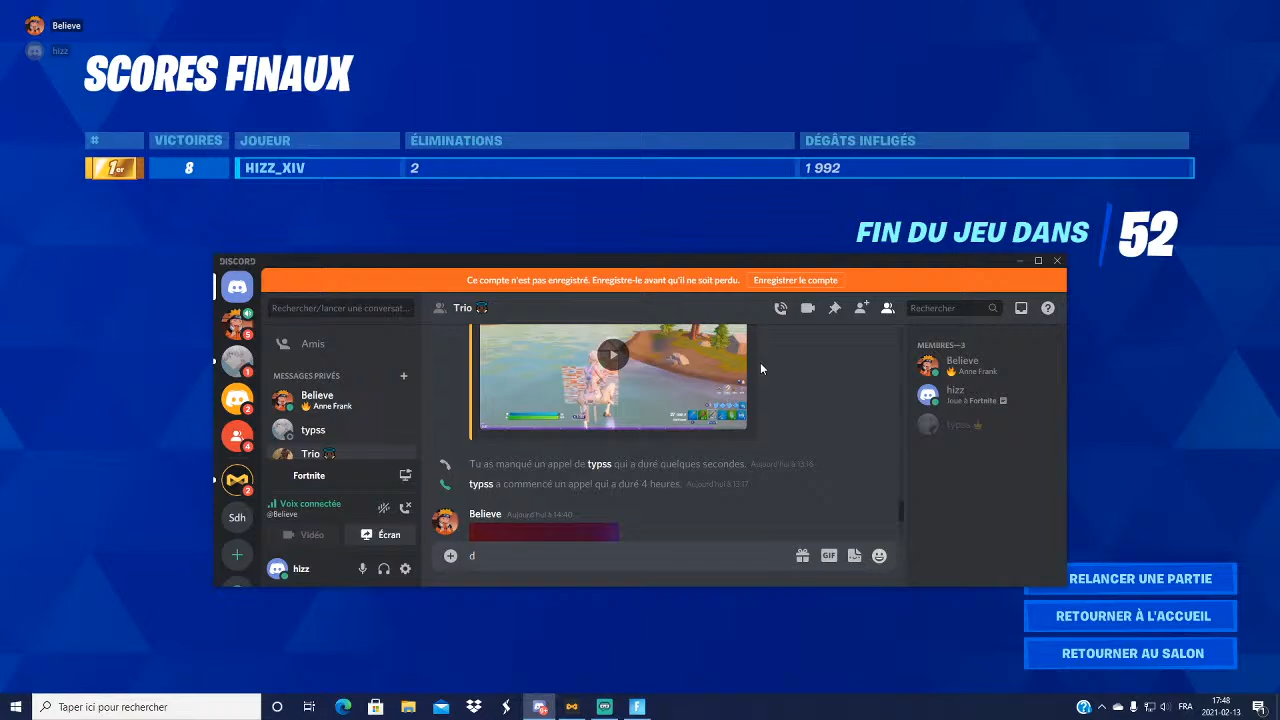 Believe
hizz
SCORES FINAUX
# VICTOIRES JOUEUR ÉLIMINATIONS DÉGÂTS INFLIGÉS
1er 8 HIZZ_XIV 2 1 992
FIN DU JEU DANS 52
DISCORD
Ce compte n'est pas enregistré. Enregistre-le avant qu'il ne soit perdu. Enregistrer le compte
Rechercher/lancer une conversat...
Trio
Rechercher
Amis
MESSAGES PRIVÉS
Believe
Anne Frank
typss
Trio
Fortnite
Voix connectée
@Believe
Vidéo Écran
hizz
5
1
2
4
2
Sdh
Tu as manqué un appel de typss qui a duré quelques secondes. Aujourd'hui à 13:16
typss a commencé un appel qui a duré 4 heures. Aujourd'hui à 13:17
Believe Aujourd'hui à 14:40
d
GIF
MEMBRES—3
Believe
Anne Frank
hizz
Joue à Fortnite
typss
RELANCER UNE PARTIE
RETOURNER À L'ACCUEIL
RETOURNER AU SALON
Taper ici pour rechercher
FRA
17:48
2021-02-13